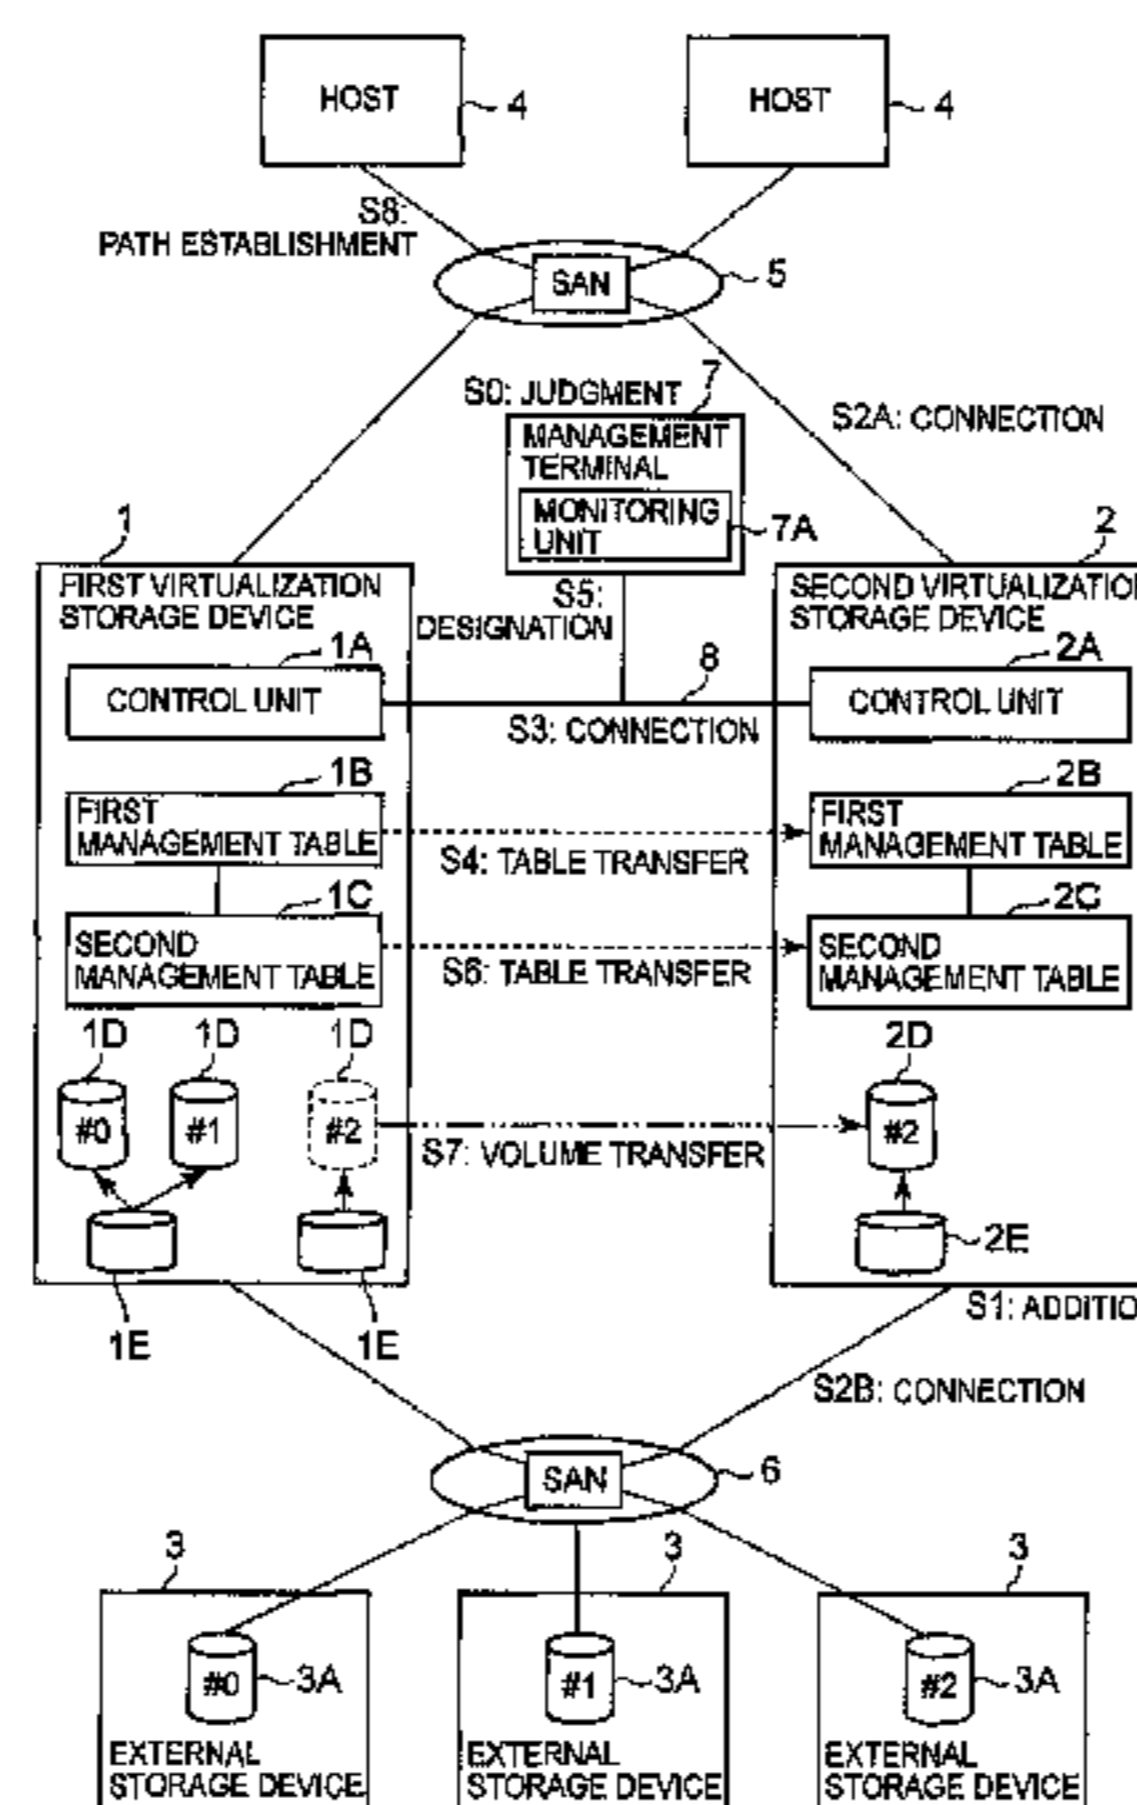 HOST
4
HOST
4
S8:
PATH ESTABLISHMENT
SAN
5
S0: JUDGMENT
7
MANAGEMENT
TERMINAL
MONITORING
UNIT
7A
S2A: CONNECTION
1
FIRST VIRTUALIZATION
STORAGE DEVICE
S5:
DESIGNATION
2
SECOND VIRTUALIZATION
STORAGE DEVICE
1A
CONTROL UNIT
8
S3: CONNECTION
2A
CONTROL UNIT
1B
FIRST
MANAGEMENT TABLE
S4: TABLE TRANSFER
2B
FIRST
MANAGEMENT TABLE
1C
SECOND
MANAGEMENT TABLE
S6: TABLE TRANSFER
2C
SECOND
MANAGEMENT TABLE
1D
1D
1D
2D
#0
#1
#2
S7: VOLUME TRANSFER
#2
2E
1E
1E
S1: ADDITIO
S2B: CONNECTION
SAN
6
3
3
3
#0
3A
#1
3A
#2
3A
EXTERNAL
STORAGE DEVICE
EXTERNAL
STORAGE DEVICE
EXTERNAL
STORAGE DEVICE